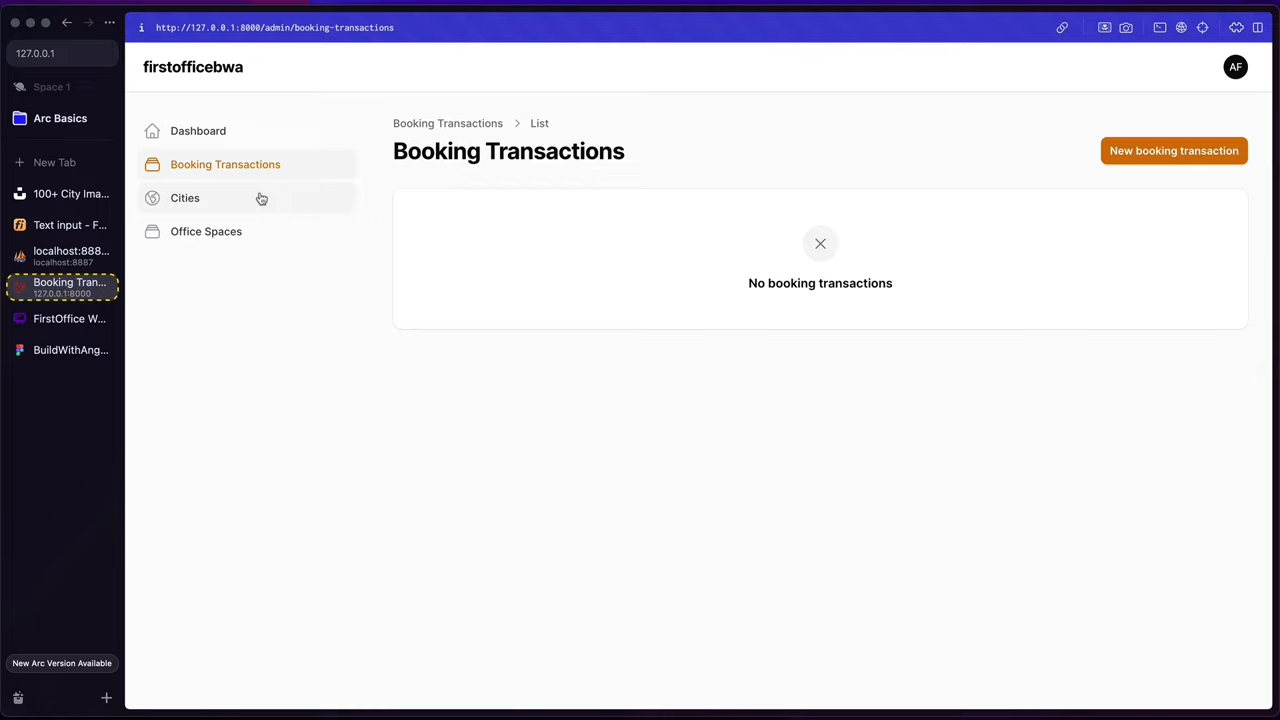 127.0.0.1
Space 1
Arc Basics
New Tab
100+ City Ima...
Text input - F...
localhost:888...
localhost:8887
Booking Tran...
127.0.0.1:8000
FirstOffice W...
BuildWithAng...
New Arc Version Available
http://127.0.0.1:8000/admin/booking-transactions
firstofficebwa
AF
Dashboard
Booking Transactions
Cities
Office Spaces
Booking Transactions > List
Booking Transactions
New booking transaction
No booking transactions